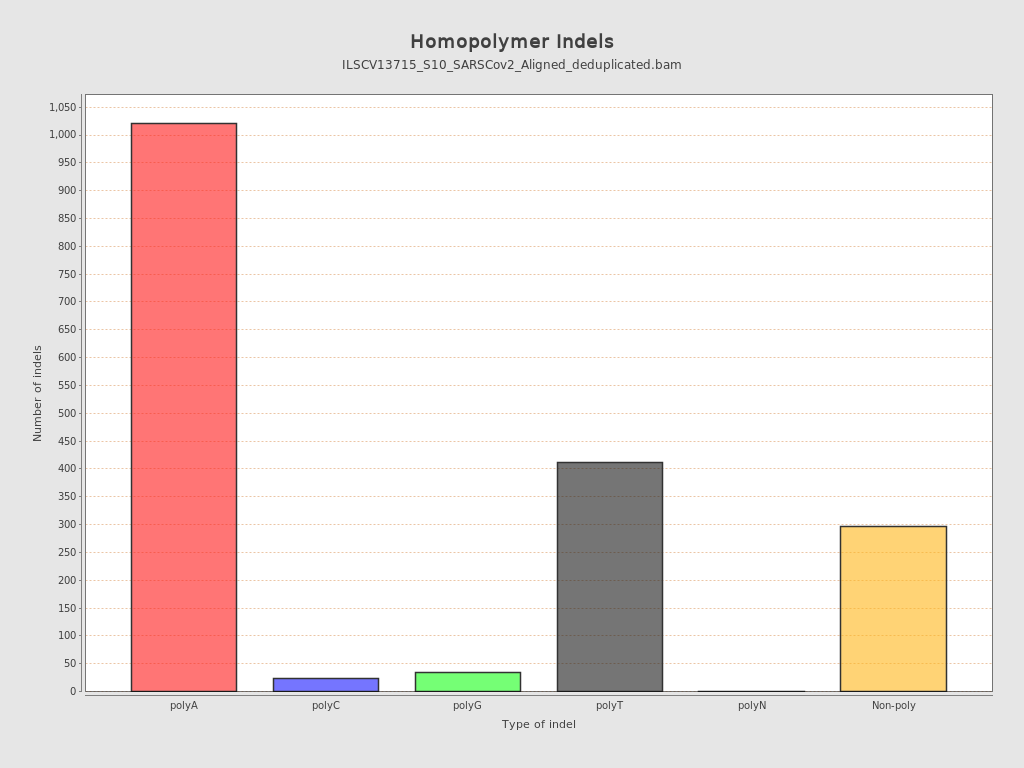 Homopolymer Indels
ILSCV13715_S10_SARSCov2_Aligned_deduplicated.bam
1,050
1,000
950
900
850
800
750
700
650
600
550
500
450
400
350
300
250
200
150
100
50
0
Number of indels
polyA
polyC
polyG
polyT
polyN
Non-poly
Type of indel